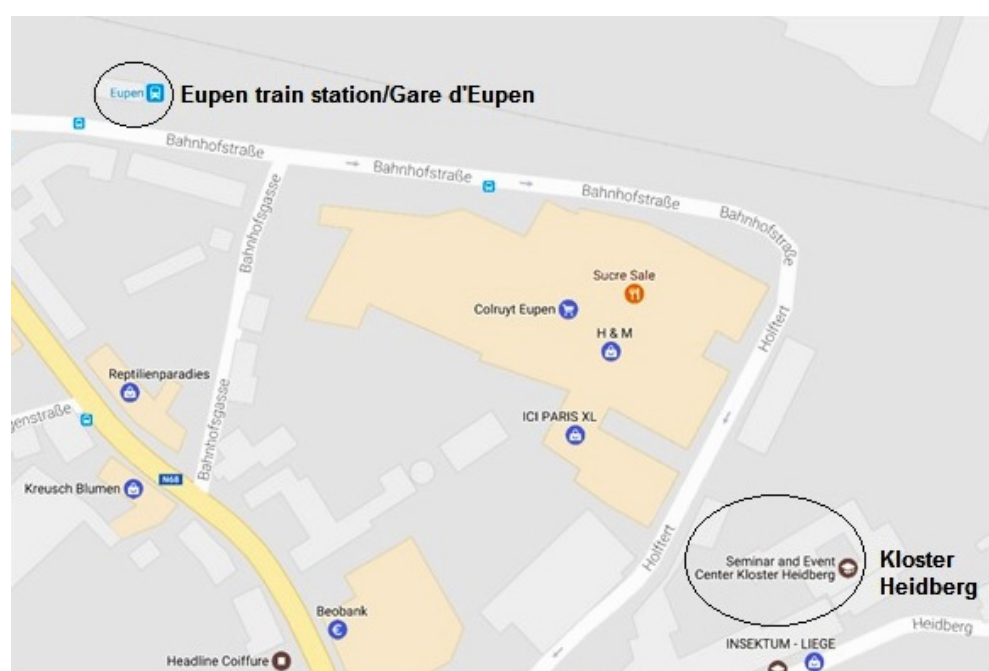 Eupen
Eupen train station/Gare d'Eupen
Bahnhofstraße
Bahnhofstraße
Bahnhofstraße
Bahnhofstraße
Bahnhofsgasse
Sucre Sale
Colruyt Eupen
H & M
Holftert
Reptilienparadies
genstraße
Bahnhofsgasse
ICI PARIS XL
N68
Kreusch Blumen
Holftert
Seminar and Event
Center Kloster Heidberg
Kloster
Heidberg
Beobank
Heidberg
INSEKTUM - LIEGE
Headline Coiffure